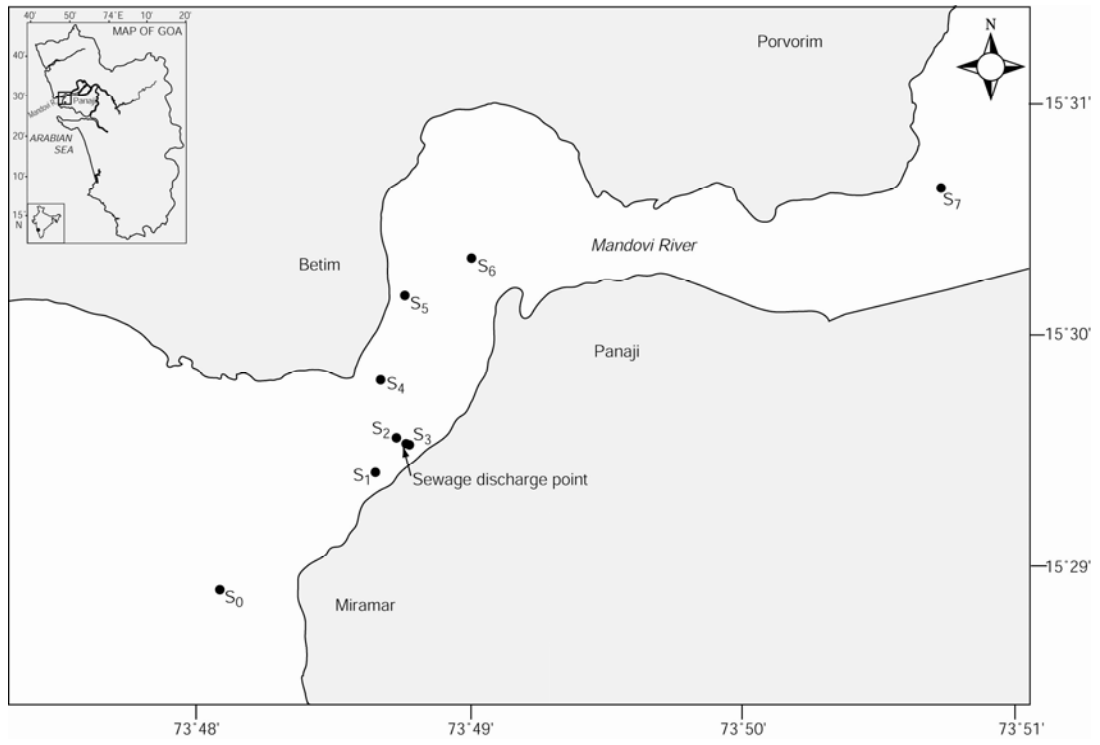 40' 50' 74˚E 10' 20'
MAP OF GOA
40'
30'
Mandovi R.
Panaji
20'
ARABIAN
SEA
10'
15˚
N
Porvorim
N
15˚31'
S7
Mandovi River
Betim
S6
S5
15˚30'
Panaji
S4
S2
S3
S1
Sewage discharge point
15˚29'
S0
Miramar
73˚48' 73˚49' 73˚50' 73˚51'